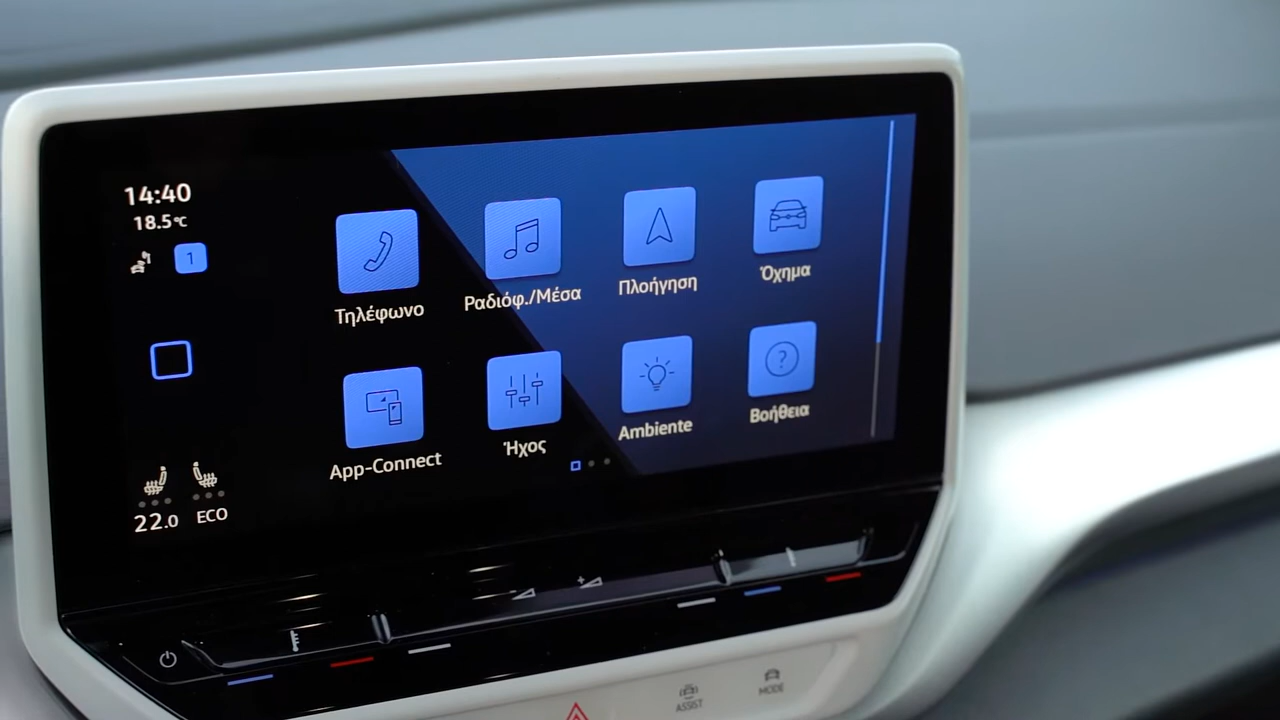 14:40
18.5°C
1
Τηλέφωνο
Ραδιόφ./Μέσα
Πλοήγηση
Όχημα
App-Connect
Ήχος
Ambiente
Βοήθεια
22.0
ECO
ASSIST
MODE